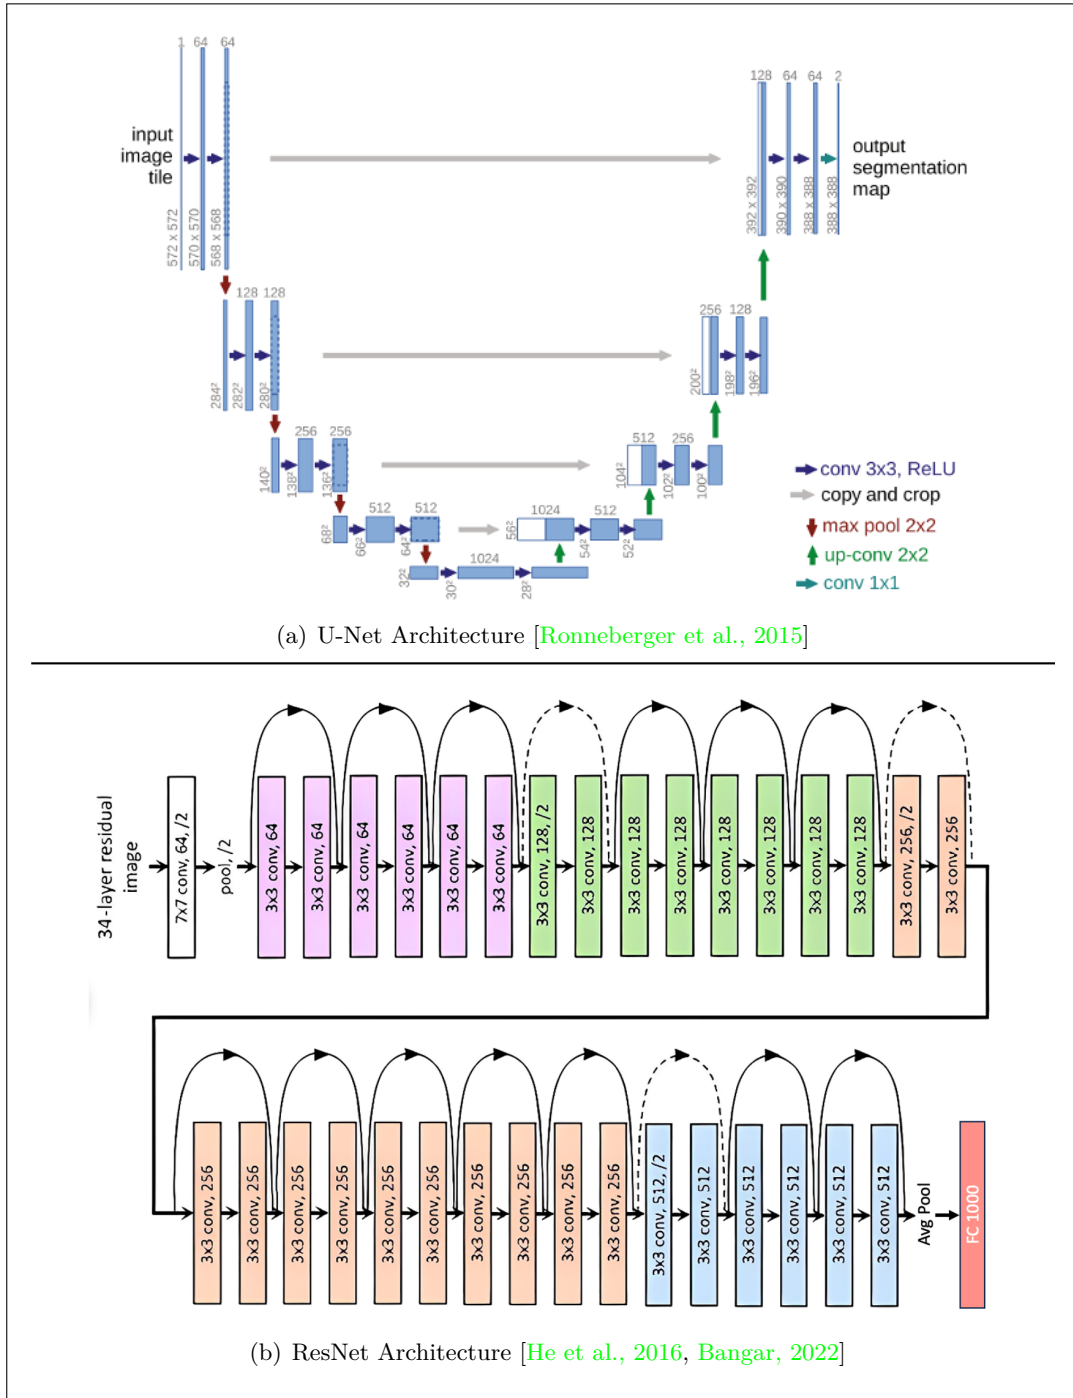 1 64 64
128 64 64 2
input
image
tile
output
segmentation
map
572 x 572
570 x 570
568 x 568
392 x 392
390 x 390
388 x 388
388 x 388
128 128
256 128
284²
282²
280²
200²
198²
196²
256 256
512 256
140²
138²
136²
104²
102²
100²
512 512
1024 512
68²
66²
64²
56²
54²
52²
1024
32²
30²
28²
conv 3x3, ReLU
copy and crop
max pool 2x2
up-conv 2x2
conv 1x1
(a) U-Net Architecture [Ronneberger et al., 2015]
34-layer residual
image
7x7 conv, 64, /2
pool, /2
3x3 conv, 64
3x3 conv, 64
3x3 conv, 64
3x3 conv, 64
3x3 conv, 64
3x3 conv, 64
3x3 conv, 128, /2
3x3 conv, 128
3x3 conv, 128
3x3 conv, 128
3x3 conv, 128
3x3 conv, 128
3x3 conv, 128
3x3 conv, 128
3x3 conv, 256, /2
3x3 conv, 256
3x3 conv, 256
3x3 conv, 256
3x3 conv, 256
3x3 conv, 256
3x3 conv, 256
3x3 conv, 256
3x3 conv, 256
3x3 conv, 256
3x3 conv, 256
3x3 conv, 256
3x3 conv, 512, /2
3x3 conv, 512
3x3 conv, 512
3x3 conv, 512
3x3 conv, 512
3x3 conv, 512
Avg Pool
FC 1000
(b) ResNet Architecture [He et al., 2016, Bangar, 2022]